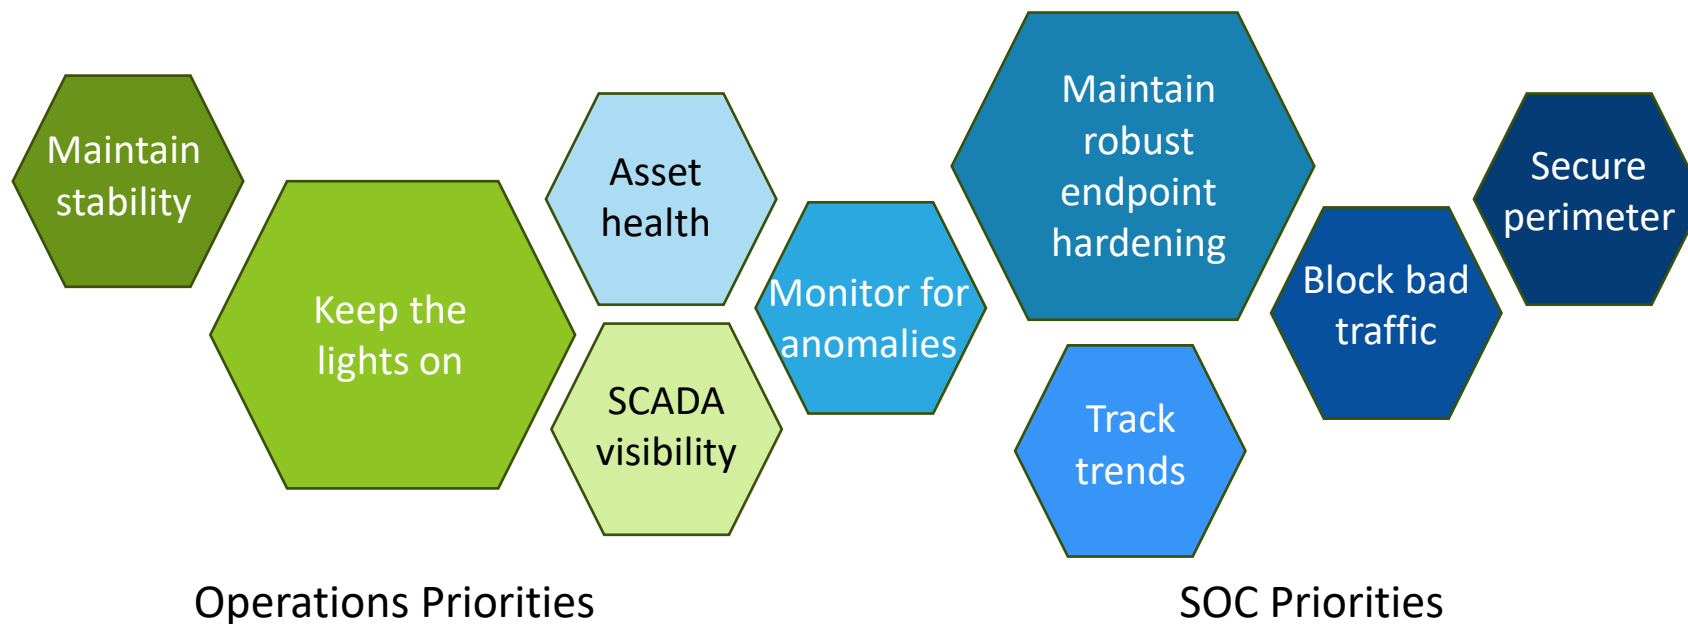 Maintain
stability
Keep the
lights on
Asset
health
SCADA
visibility
Monitor for
anomalies
Maintain
robust
endpoint
hardening
Track
trends
Block bad
traffic
Secure
perimeter
Operations Priorities
SOC Priorities